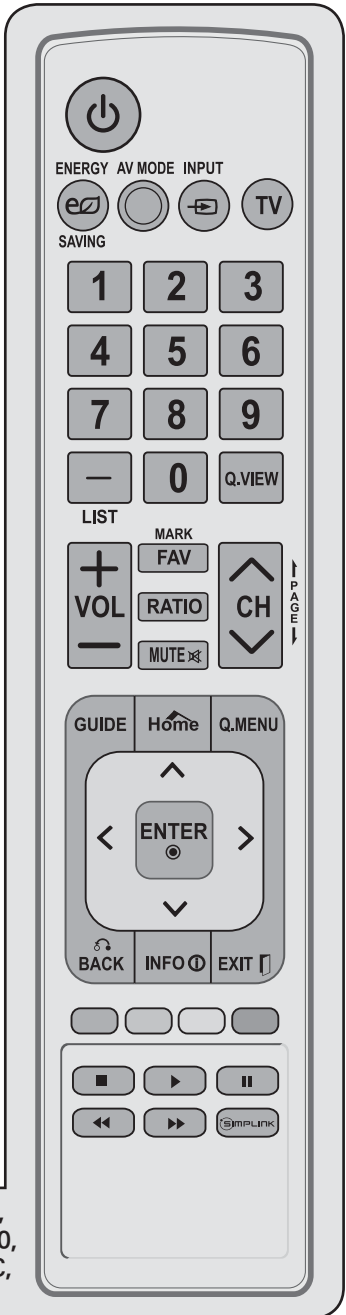 ENERGY AV MODE INPUT
TV
SAVING
1 2 3
4 5 6
7 8 9
— 0 Q.VIEW
LIST
MARK
FAV
+ VOL —
RATIO
CH
PAGE
MUTE
GUIDE Home Q.MENU
ENTER
BACK INFO EXIT
SIMPLINK
0,
C,